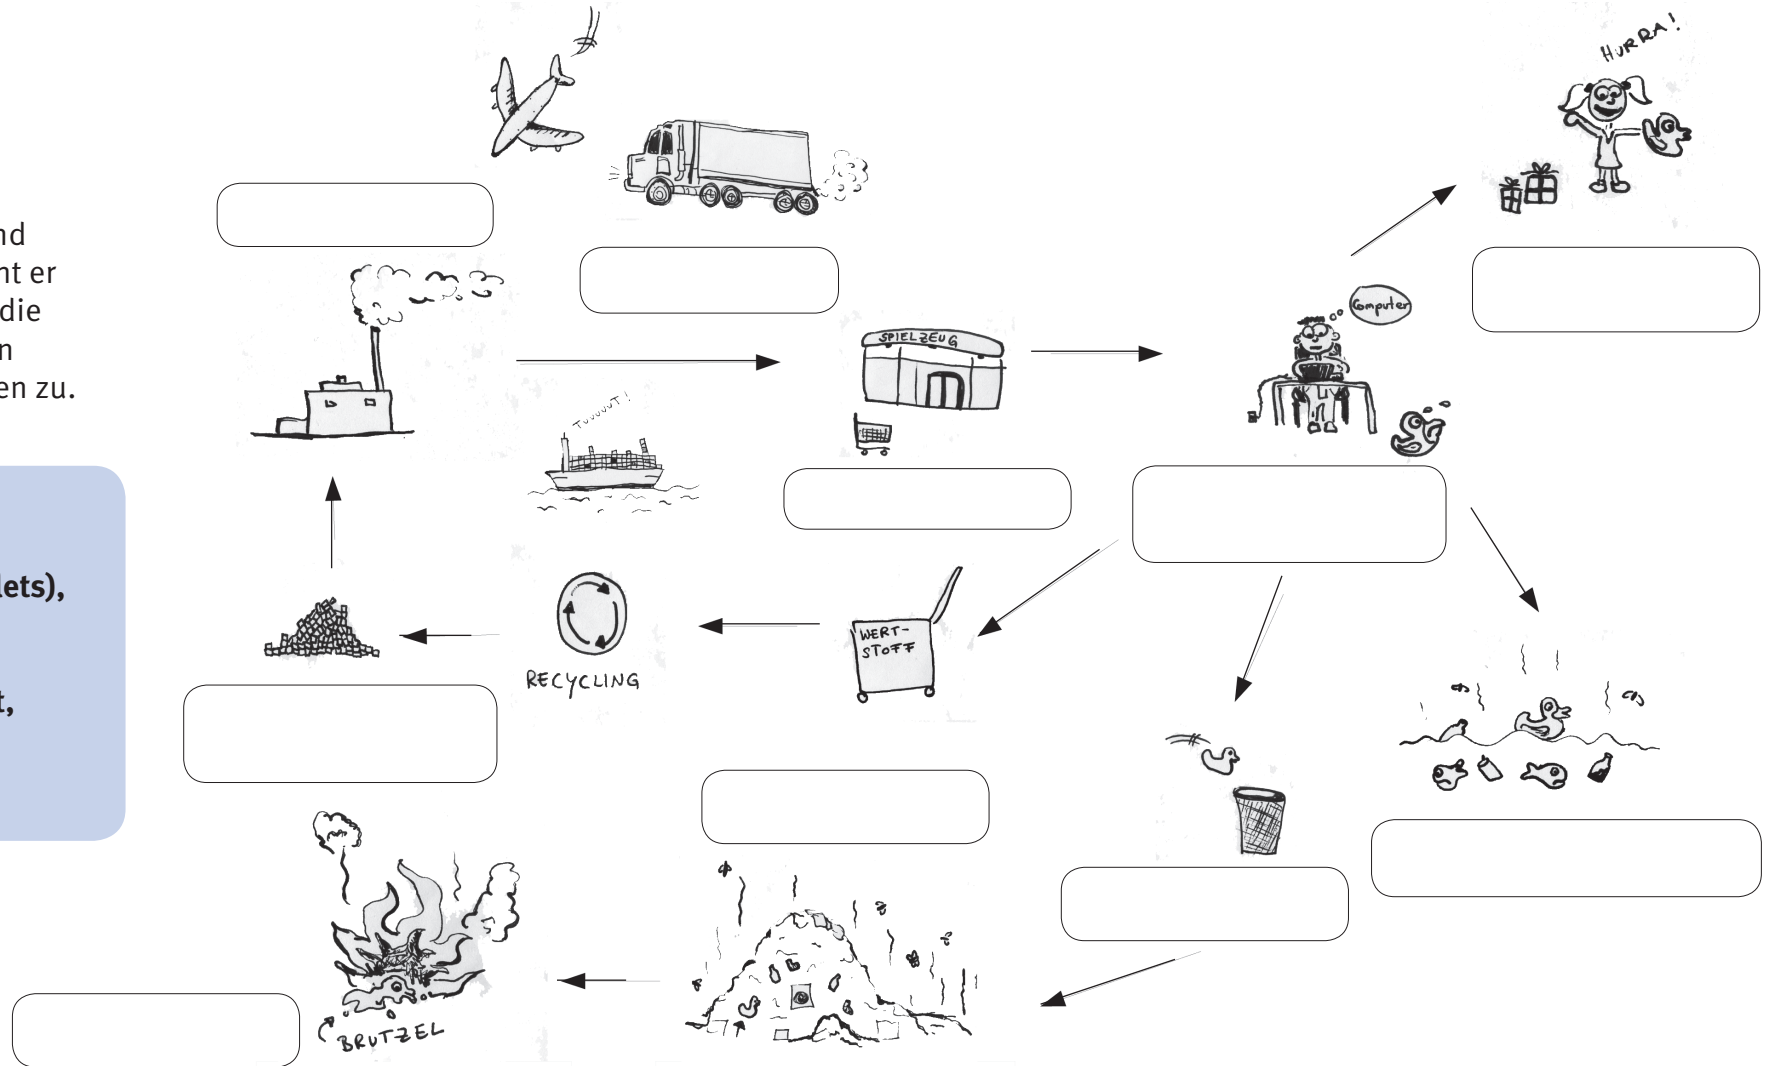 nd
nt er
die
n
en zu.
lets),
t,
HURRA!
Computer
SPIELZEUG
TUUUUUT!
WERT-
STOFF
RECYCLING
BRUTZEL